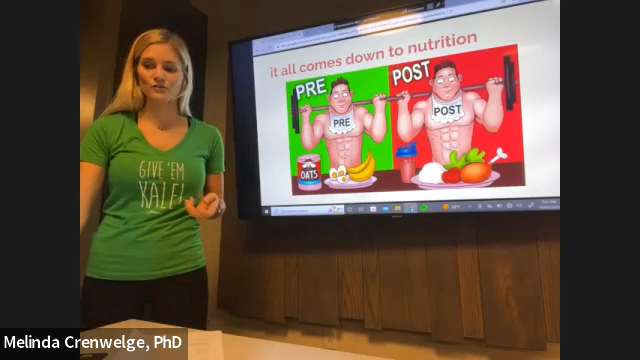 it all comes down to nutrition
PRE
POST
PRE
POST
OATS
GIVE 'EM
KALE!
Melinda Crenwelge, PhD